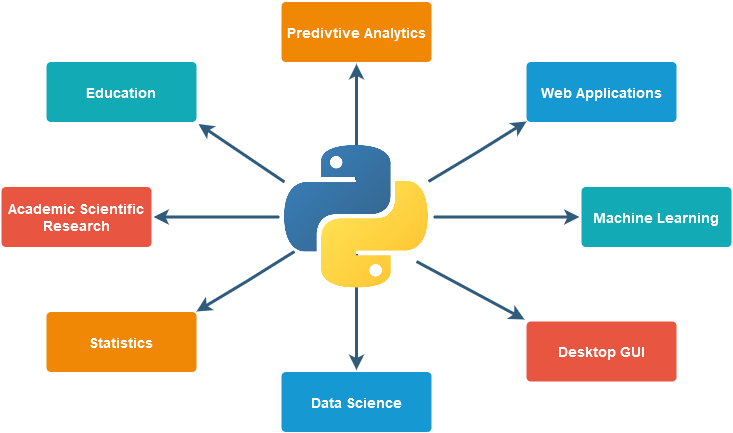 Predivtive Analytics
Education
Web Applications
Academic Scientific
Research
Machine Learning
Statistics
Desktop GUI
Data Science